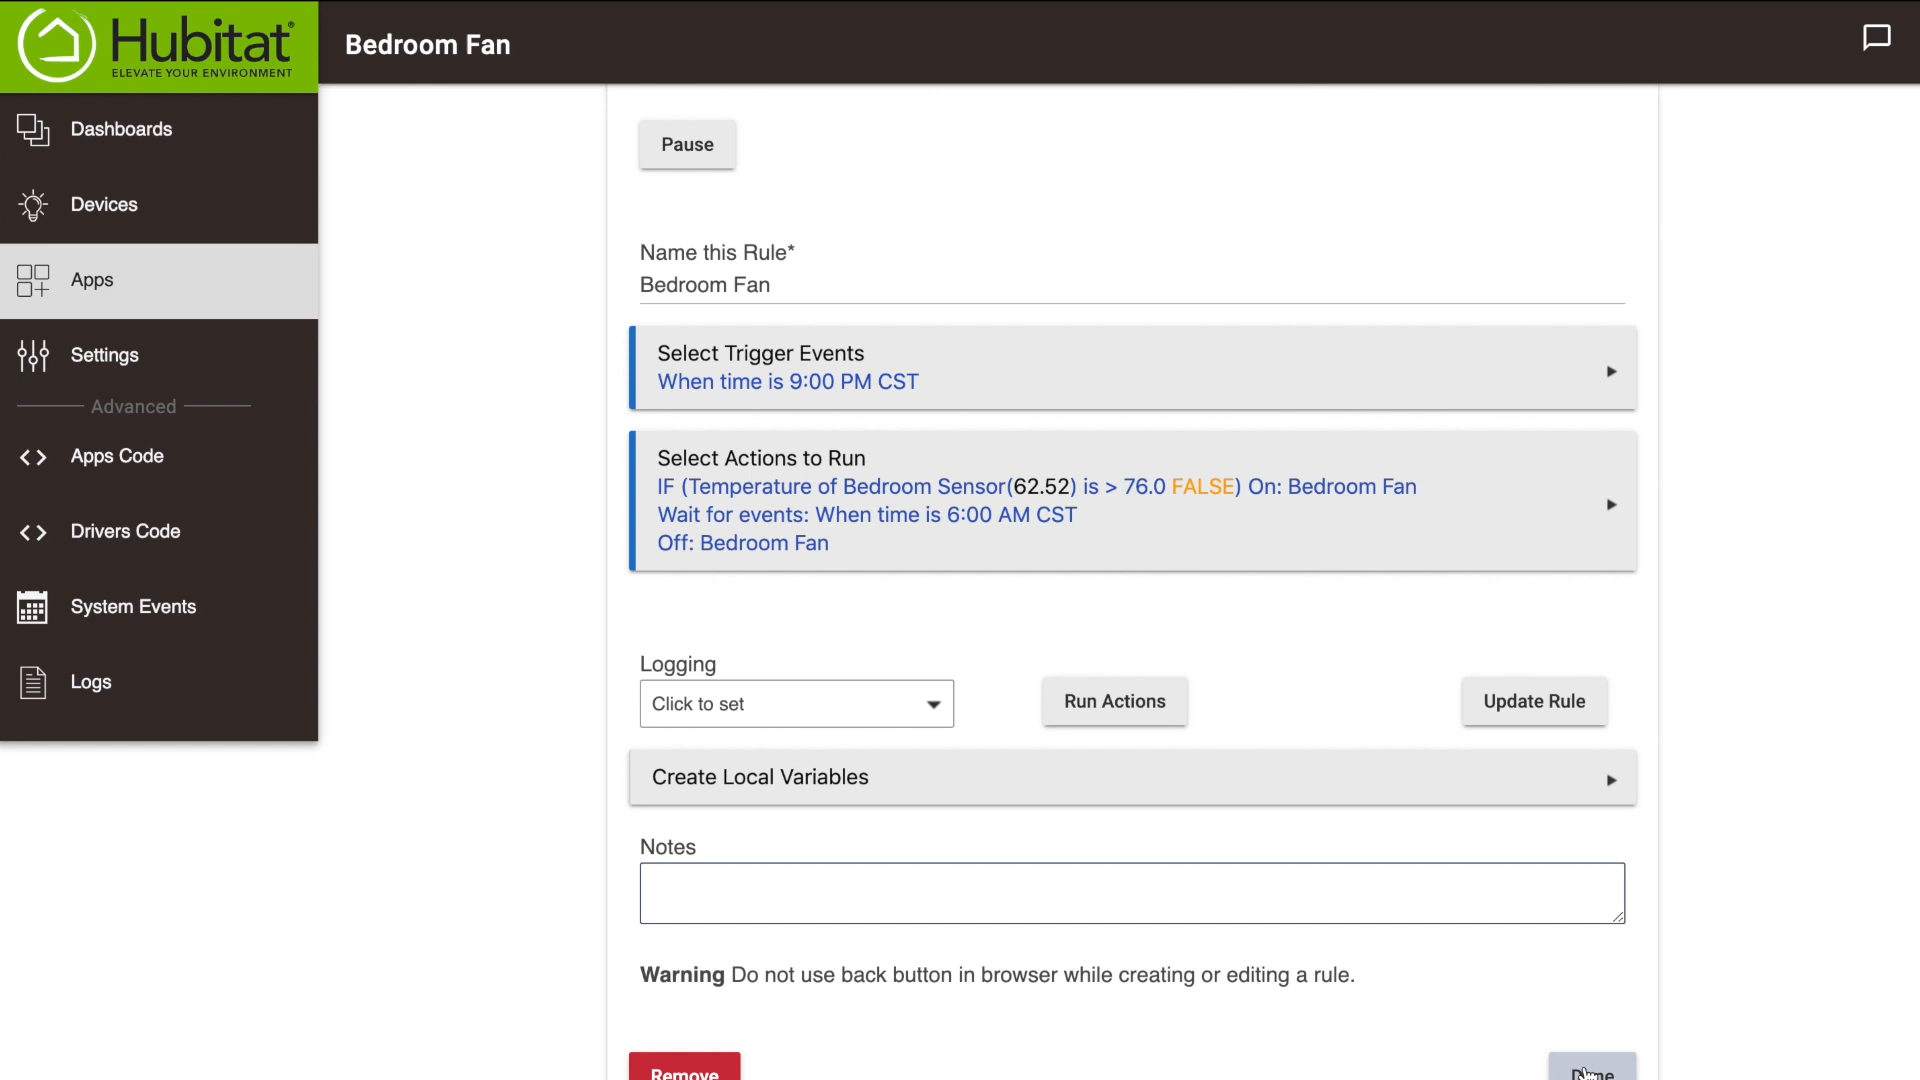 Hubitat®
ELEVATE YOUR ENVIRONMENT
Bedroom Fan
Dashboards
Devices
Apps
Settings
Advanced
Apps Code
Drivers Code
System Events
Logs
Pause
Name this Rule*
Bedroom Fan
Select Trigger Events
When time is 9:00 PM CST
Select Actions to Run
IF (Temperature of Bedroom Sensor(62.52) is > 76.0 FALSE) On: Bedroom Fan
Wait for events: When time is 6:00 AM CST
Off: Bedroom Fan
Logging
Click to set
Run Actions
Update Rule
Create Local Variables
Notes
Warning Do not use back button in browser while creating or editing a rule.
Remove
Done